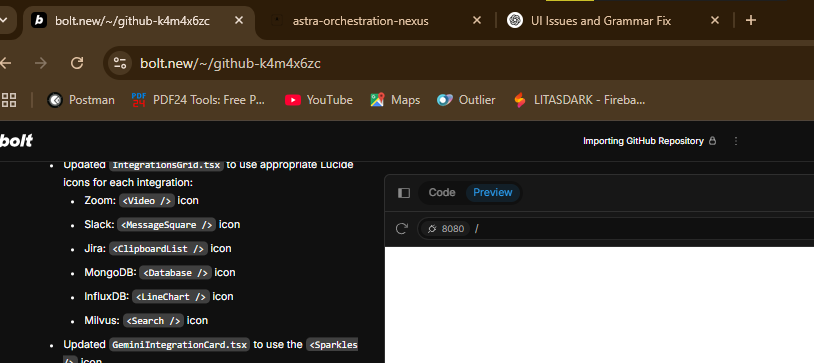 bolt.new/~/github-k4m4x6zc
astra-orchestration-nexus
UI Issues and Grammar Fix
bolt.new/~/github-k4m4x6zc
Postman
PDF24 Tools: Free P...
YouTube
Maps
Outlier
LITASDARK - Fireba...
bolt
Importing GitHub Repository
Updated IntegrationsGrid.tsx to use appropriate Lucide
icons for each integration:
Zoom: <Video /> icon
Slack: <MessageSquare /> icon
Jira: <ClipboardList /> icon
MongoDB: <Database /> icon
InfluxDB: <LineChart /> icon
Milvus: <Search /> icon
Updated GeminiIntegrationCard.tsx to use the <Sparkles
/> icon
Code
Preview
8080 /